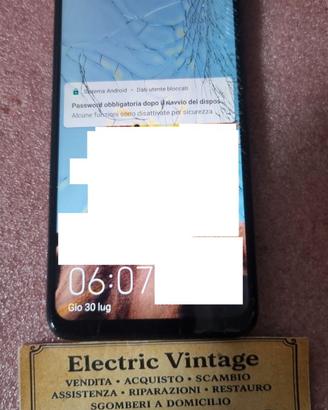 Sistema Android • Dati utente bloccati
Password obbligatoria dopo il riavvio del dispos
Alcune funzioni sono disattivate per sicurezza
06:07
Gio 30 lug
Electric Vintage
VENDITA • ACQUISTO • SCAMBIO
ASSISTENZA • RIPARAZIONI • RESTAURO
SGOMBERI A DOMICILIO